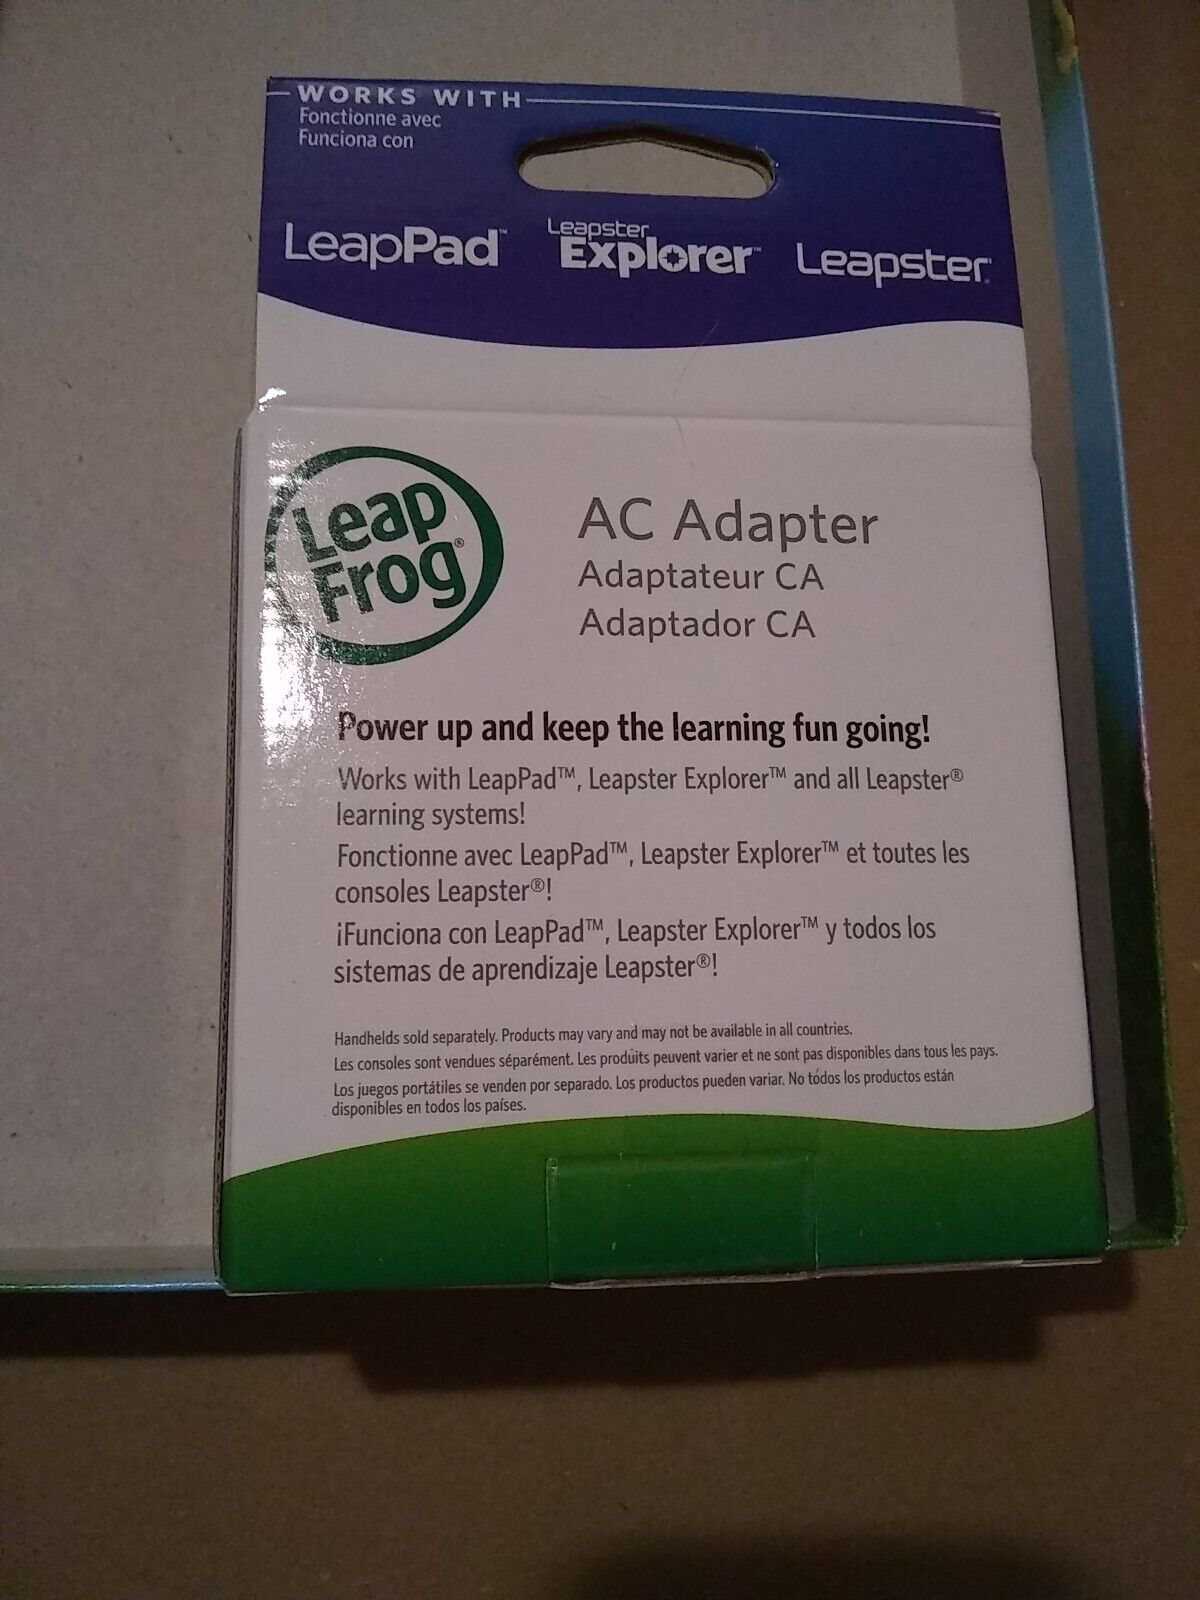 WORKS WITH
Fonctionne avec
Funciona con
LeapPad™
Leapster
Explorer™
Leapster®
Leap
Frog®
AC Adapter
Adaptateur CA
Adaptador CA
Power up and keep the learning fun going!
Works with LeapPad™, Leapster Explorer™ and all Leapster®
learning systems!
Fonctionne avec LeapPad™, Leapster Explorer™ et toutes les
consoles Leapster®!
¡Funciona con LeapPad™, Leapster Explorer™ y todos los
sistemas de aprendizaje Leapster®!
Handhelds sold separately. Products may vary and may not be available in all countries.
Les consoles sont vendues séparément. Les produits peuvent varier et ne sont pas disponibles dans tous les pays.
Los juegos portátiles se venden por separado. Los productos pueden variar. No todos los productos están
disponibles en todos los países.